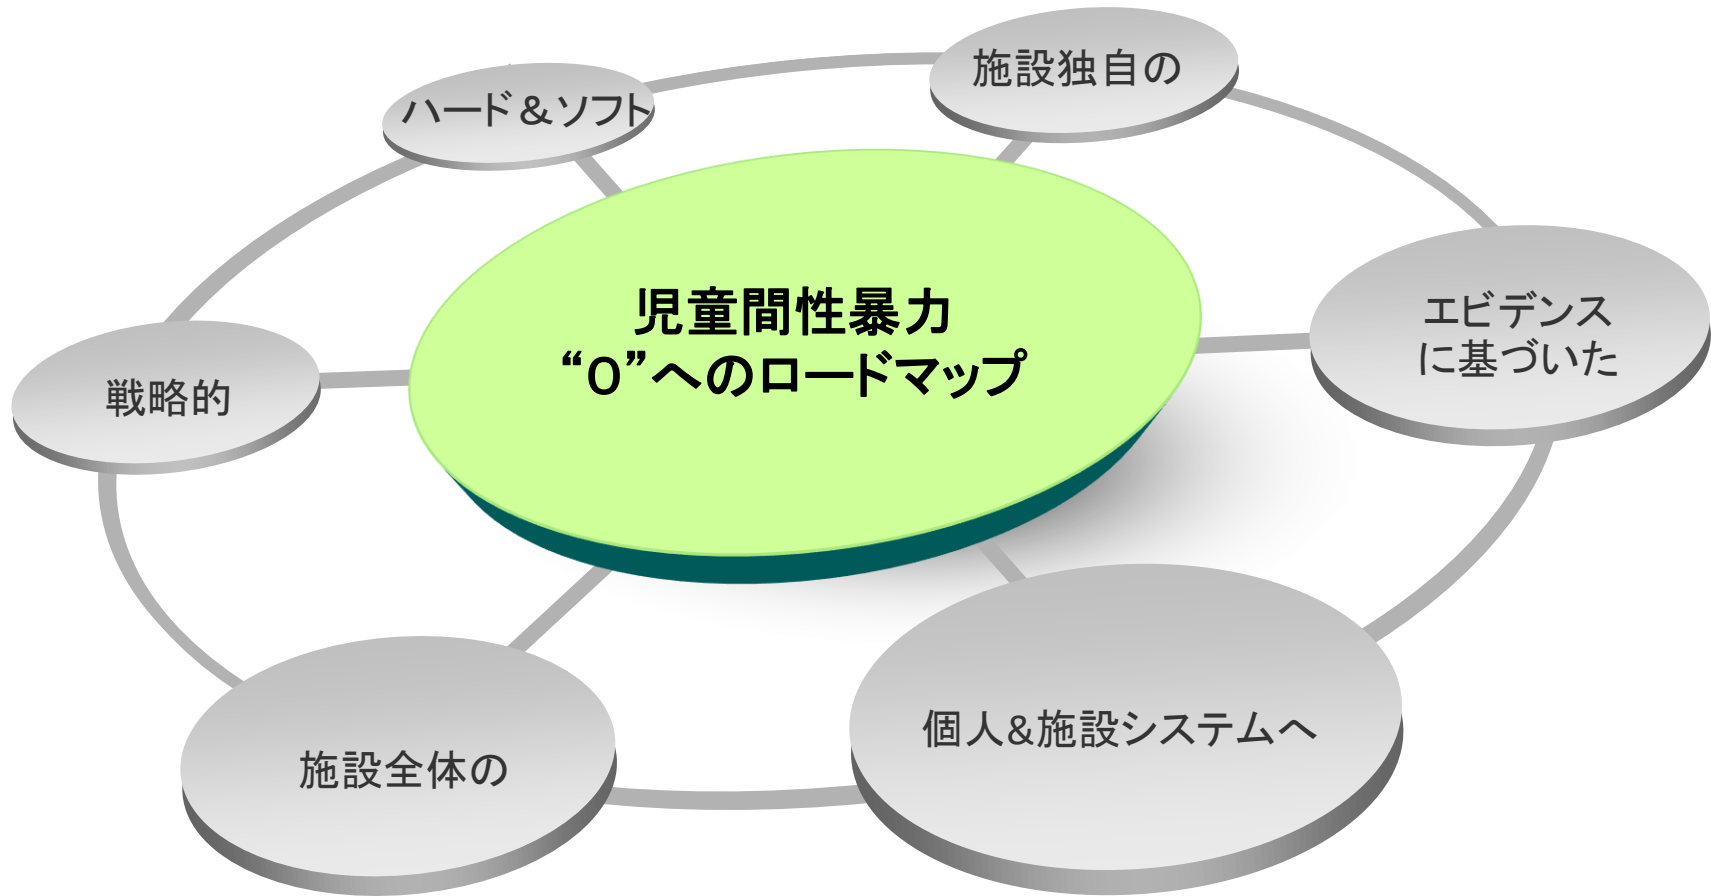 施設独自の
ハード&ソフト
児童間性暴力
“0”へのロードマップ
エビデンス
に基づいた
戦略的
個人&施設システムへ
施設全体の